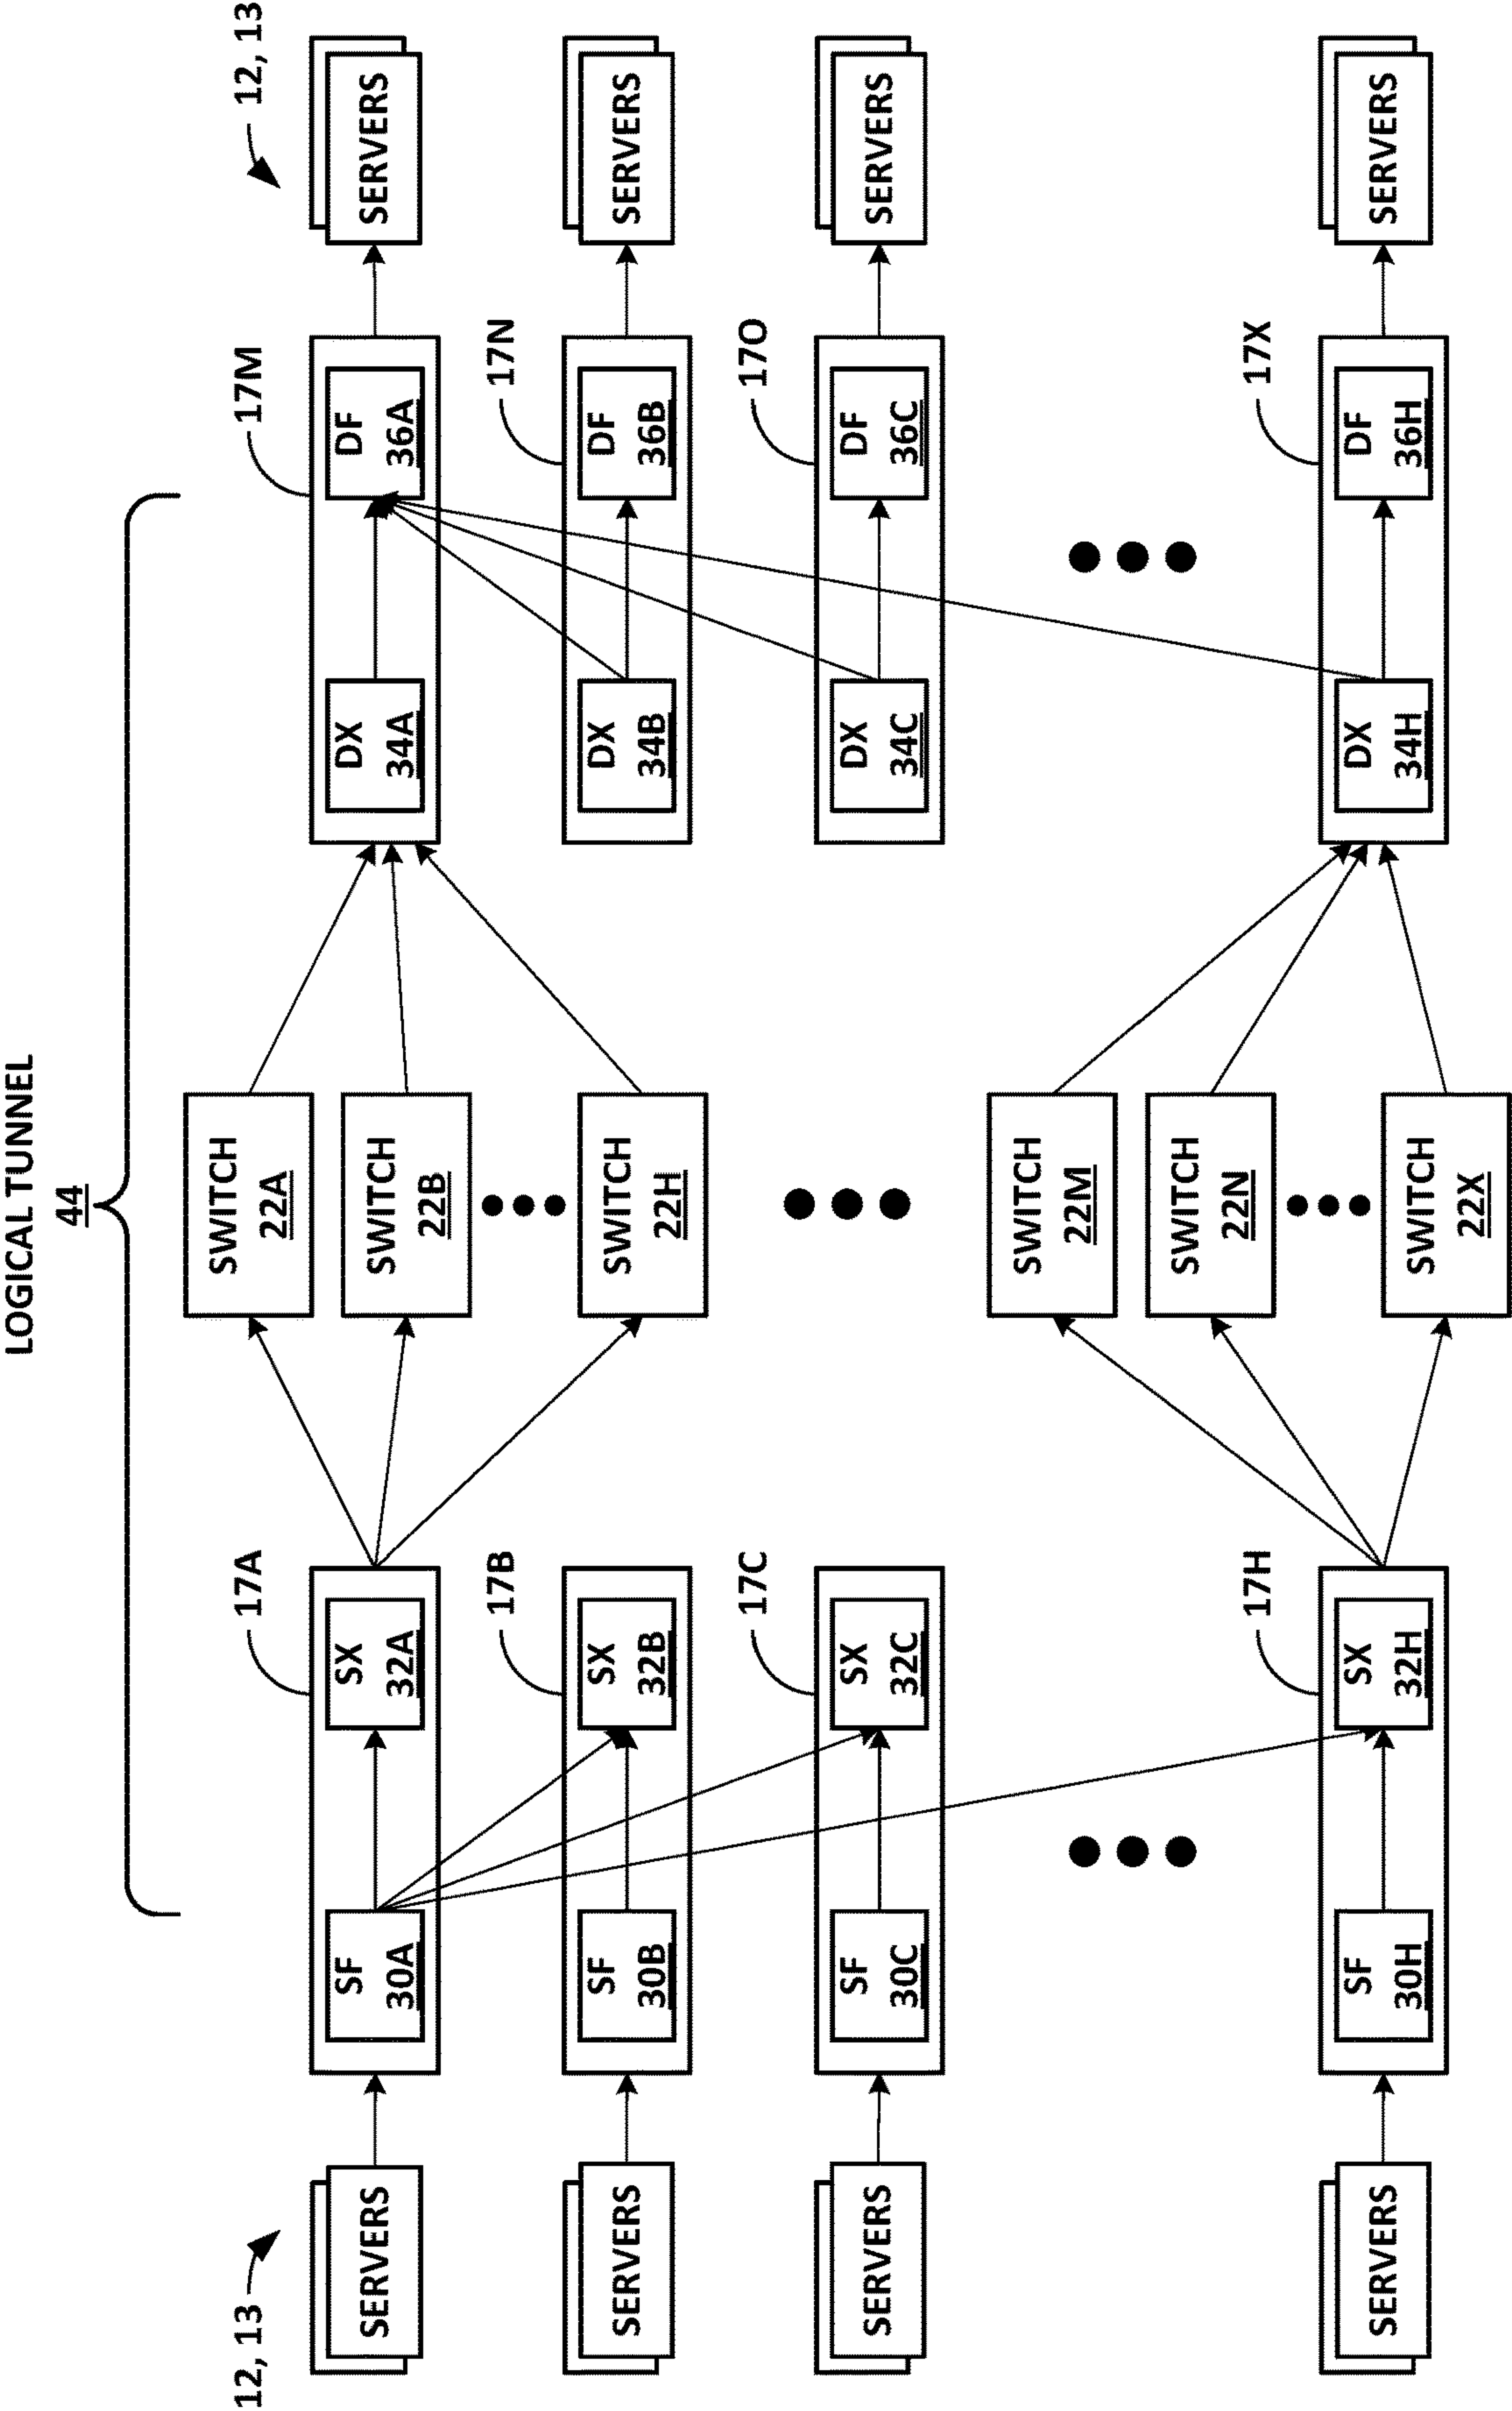 LOGICAL TUNNEL
44
12, 13
12, 13
SERVERS
17A
SF
30A
SX
32A
SWITCH
22A
SWITCH
22B
SWITCH
22H
17M
DX
34A
DF
36A
SERVERS
SERVERS
17B
SF
30B
SX
32B
17N
DX
34B
DF
36B
SERVERS
SERVERS
17C
SF
30C
SX
32C
17O
DX
34C
DF
36C
SERVERS
SERVERS
17H
SF
30H
SX
32H
SWITCH
22M
SWITCH
22N
SWITCH
22X
17X
DX
34H
DF
36H
SERVERS